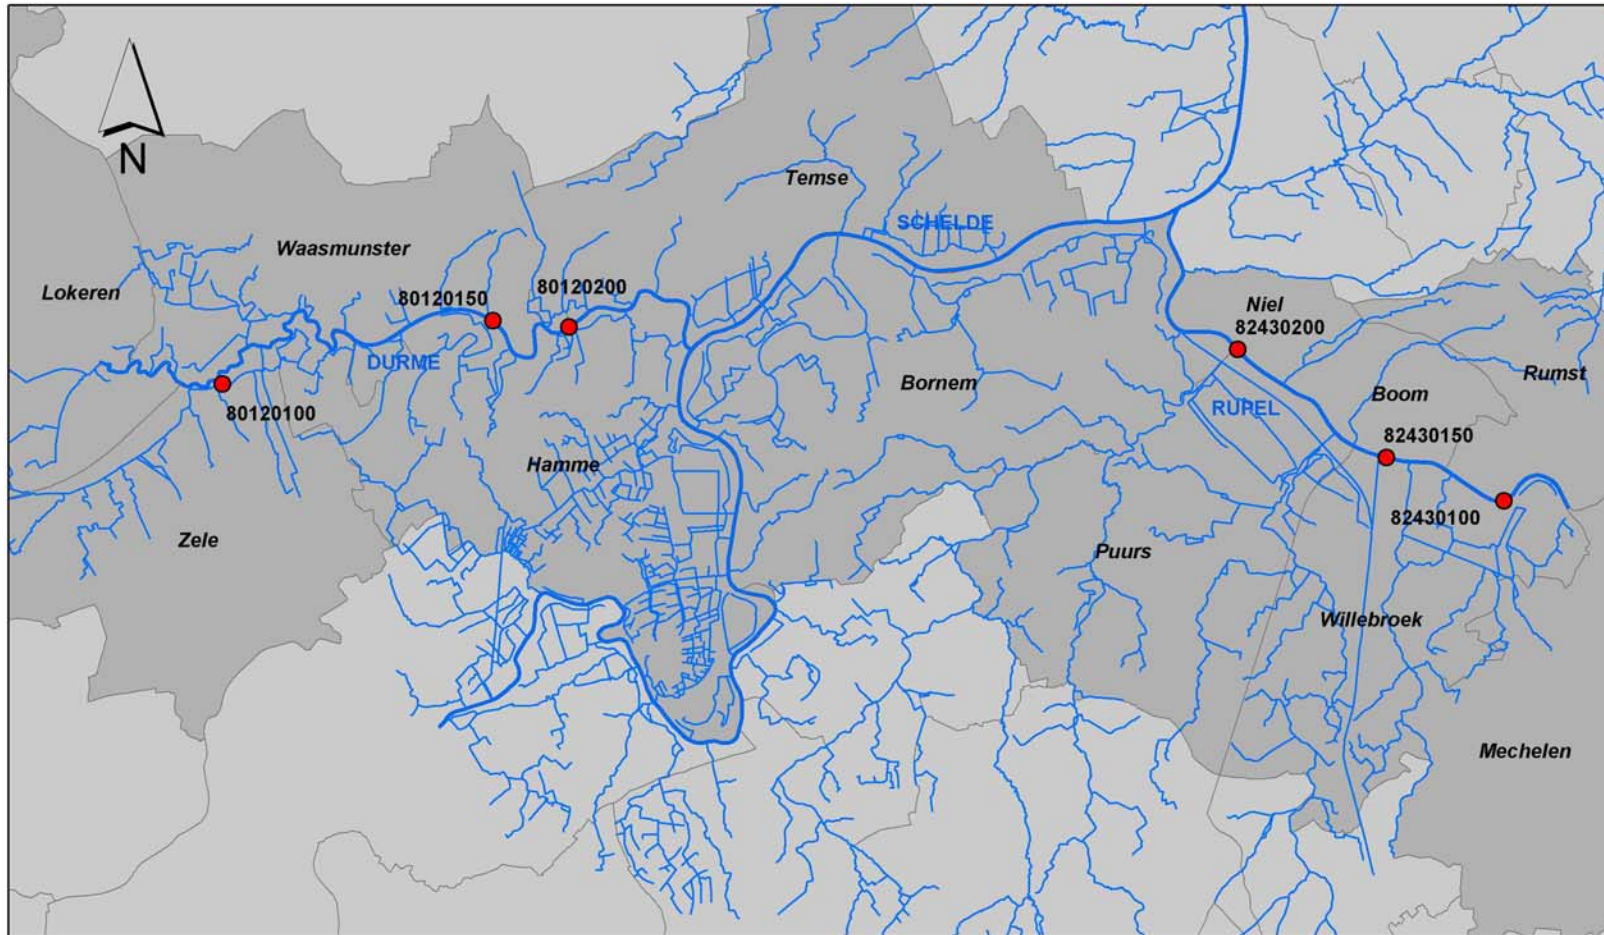 N
Temse
SCHELDE
Waasmunster
Lokeren
80120150
80120200
Niel
82430200
DURME
Bornem
Rumst
Boom
RUPEL
80120100
82430150
Hamme
82430100
Zele
Puurs
Willebroek
Mechelen